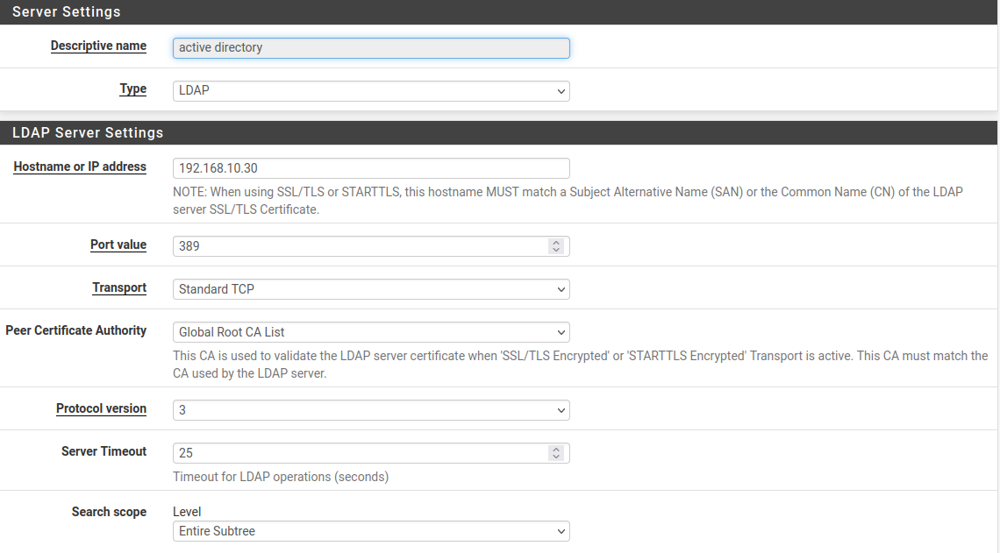 Server Settings
Descriptive name
active directory
Type
LDAP
LDAP Server Settings
Hostname or IP address
192.168.10.30
NOTE: When using SSL/TLS or STARTTLS, this hostname MUST match a Subject Alternative Name (SAN) or the Common Name (CN) of the LDAP
server SSL/TLS Certificate.
Port value
389
Transport
Standard TCP
Peer Certificate Authority
Global Root CA List
This CA is used to validate the LDAP server certificate when 'SSL/TLS Encrypted' or 'STARTTLS Encrypted' Transport is active. This CA must match the
CA used by the LDAP server.
Protocol version
3
Server Timeout
25
Timeout for LDAP operations (seconds)
Search scope
Level
Entire Subtree